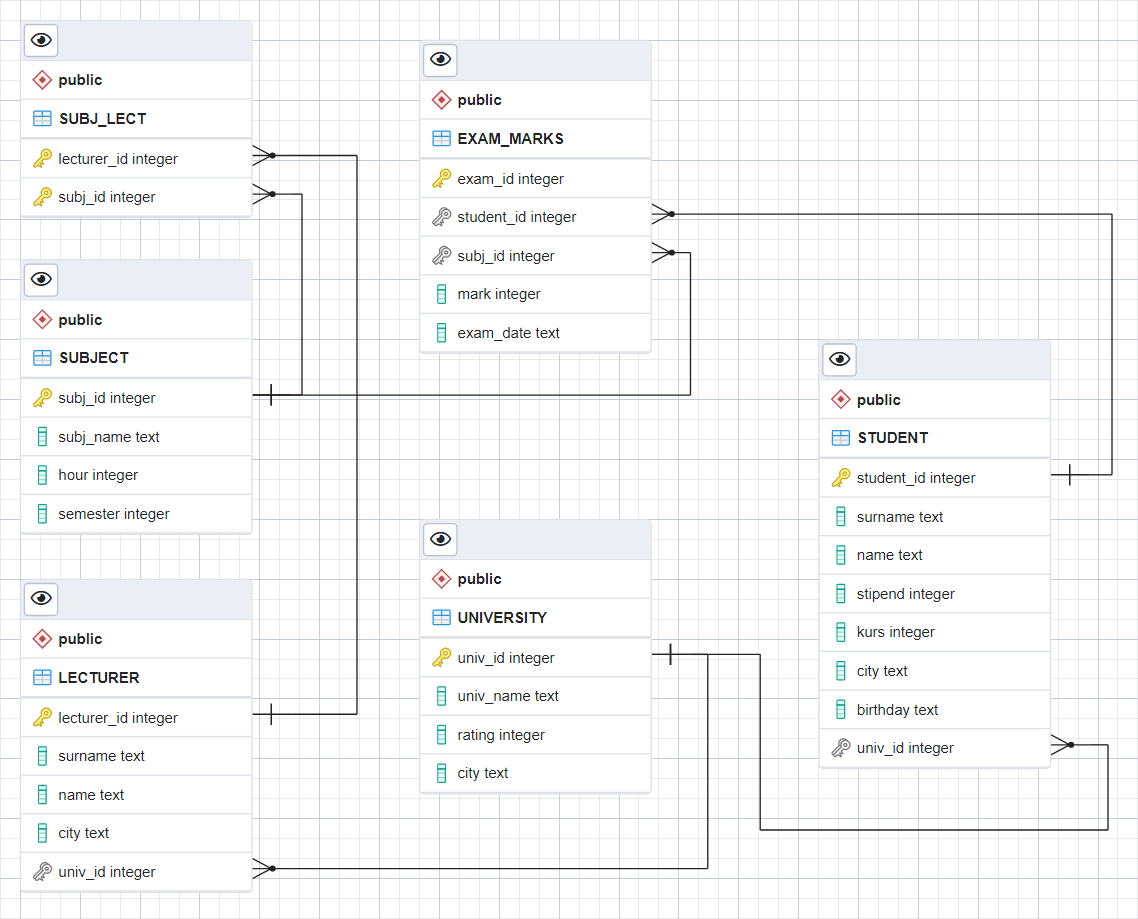 public
SUBJ_LECT
lecturer_id integer
subj_id integer
public
SUBJECT
subj_id integer
subj_name text
hour integer
semester integer
public
LECTURER
lecturer_id integer
surname text
name text
city text
univ_id integer
public
EXAM_MARKS
exam_id integer
student_id integer
subj_id integer
mark integer
exam_date text
public
UNIVERSITY
univ_id integer
univ_name text
rating integer
city text
public
STUDENT
student_id integer
surname text
name text
stipend integer
kurs integer
city text
birthday text
univ_id integer